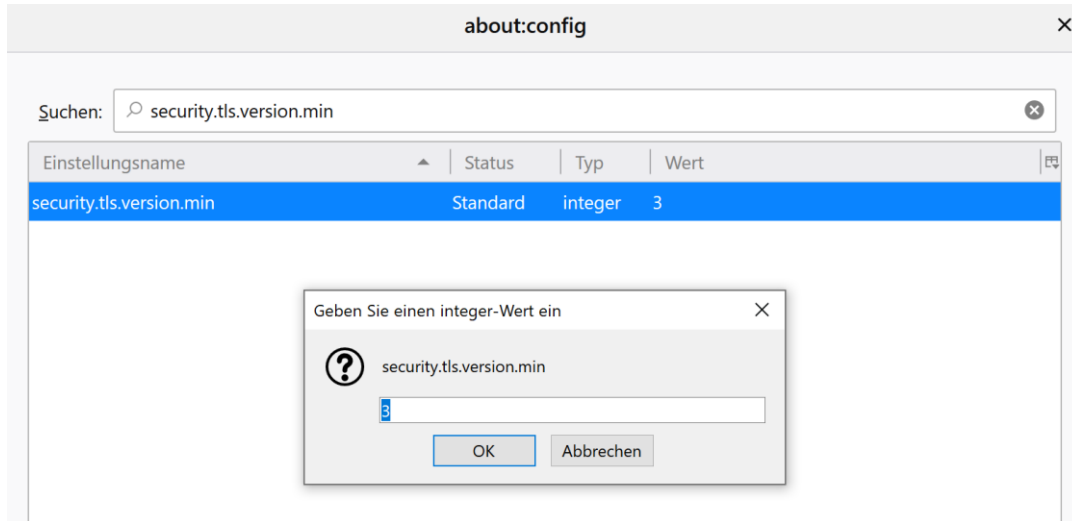 about:config
Suchen: security.tls.version.min
Einstellungsname Status Typ Wert
security.tls.version.min Standard integer 3
Geben Sie einen integer-Wert ein
security.tls.version.min
3
OK Abbrechen